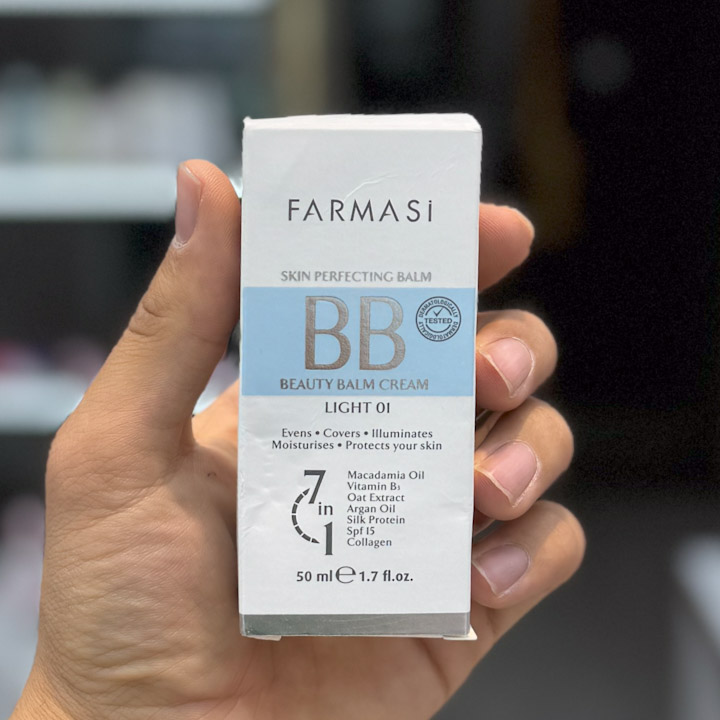 FARMASi
SKIN PERFECTING BALM
BB
DERMATOLOGICALLY
TESTED
DERMATOLOGICALLY
BEAUTY BALM CREAM
LIGHT 01
Evens • Covers • Illuminates
Moisturises • Protects your skin
7 in 1
Macadamia Oil
Vitamin B₅
Oat Extract
Argan Oil
Silk Protein
Spf 15
Collagen
50 ml ℮ 1.7 fl.oz.